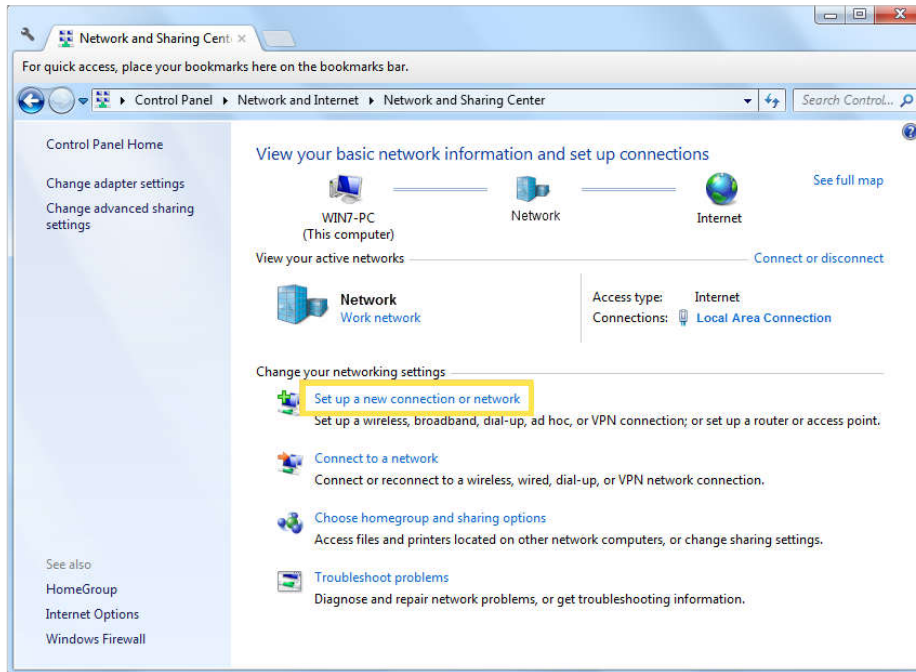 Network and Sharing Cent
For quick access, place your bookmarks here on the bookmarks bar.
Control Panel Network and Internet Network and Sharing Center
Search Control...
Control Panel Home
Change adapter settings
Change advanced sharing
settings
See also
HomeGroup
Internet Options
Windows Firewall
View your basic network information and set up connections
See full map
WIN7-PC
(This computer)
Network
Internet
View your active networks
Connect or disconnect
Network
Work network
Access type: Internet
Connections: Local Area Connection
Change your networking settings
Set up a new connection or network
Set up a wireless, broadband, dial-up, ad hoc, or VPN connection; or set up a router or access point.
Connect to a network
Connect or reconnect to a wireless, wired, dial-up, or VPN network connection.
Choose homegroup and sharing options
Access files and printers located on other network computers, or change sharing settings.
Troubleshoot problems
Diagnose and repair network problems, or get troubleshooting information.